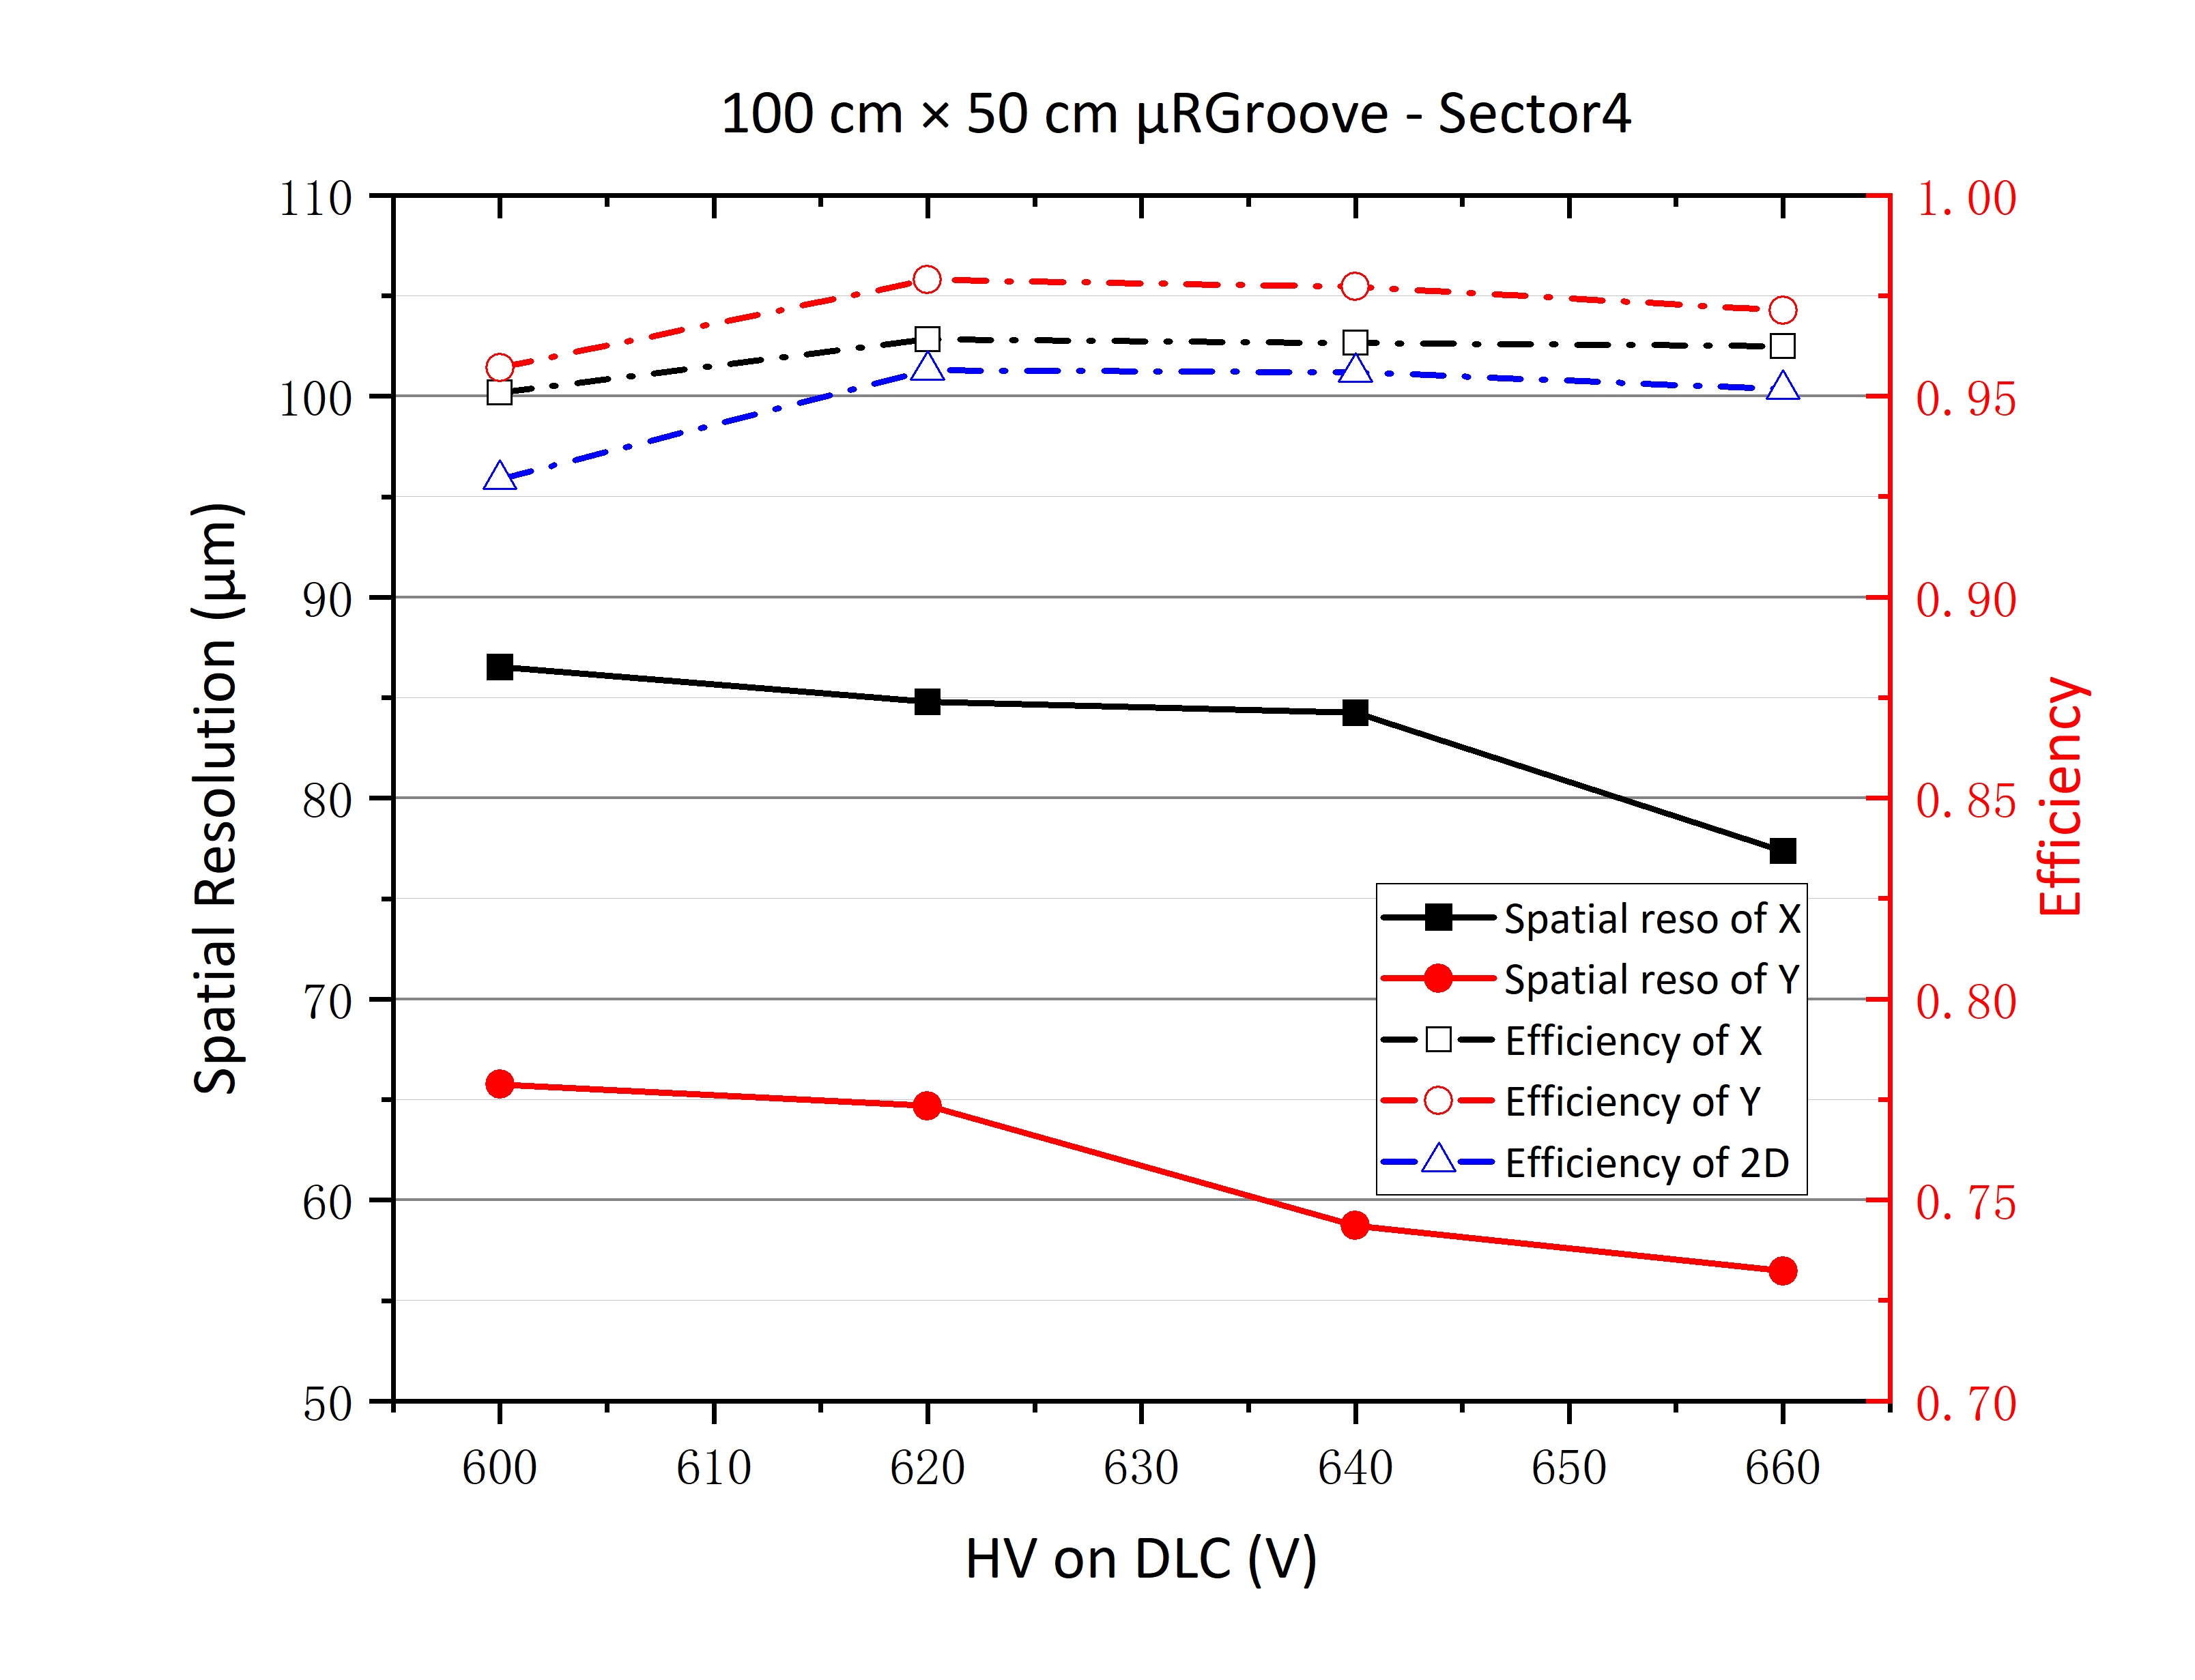 100 cm × 50 cm μRGroove - Sector4
110
100
90
80
70
60
50
Spatial Resolution (μm)
1.00
0.95
0.90
0.85
0.80
0.75
0.70
Efficiency
Spatial reso of X
Spatial reso of Y
Efficiency of X
Efficiency of Y
Efficiency of 2D
600 610 620 630 640 650 660
HV on DLC (V)